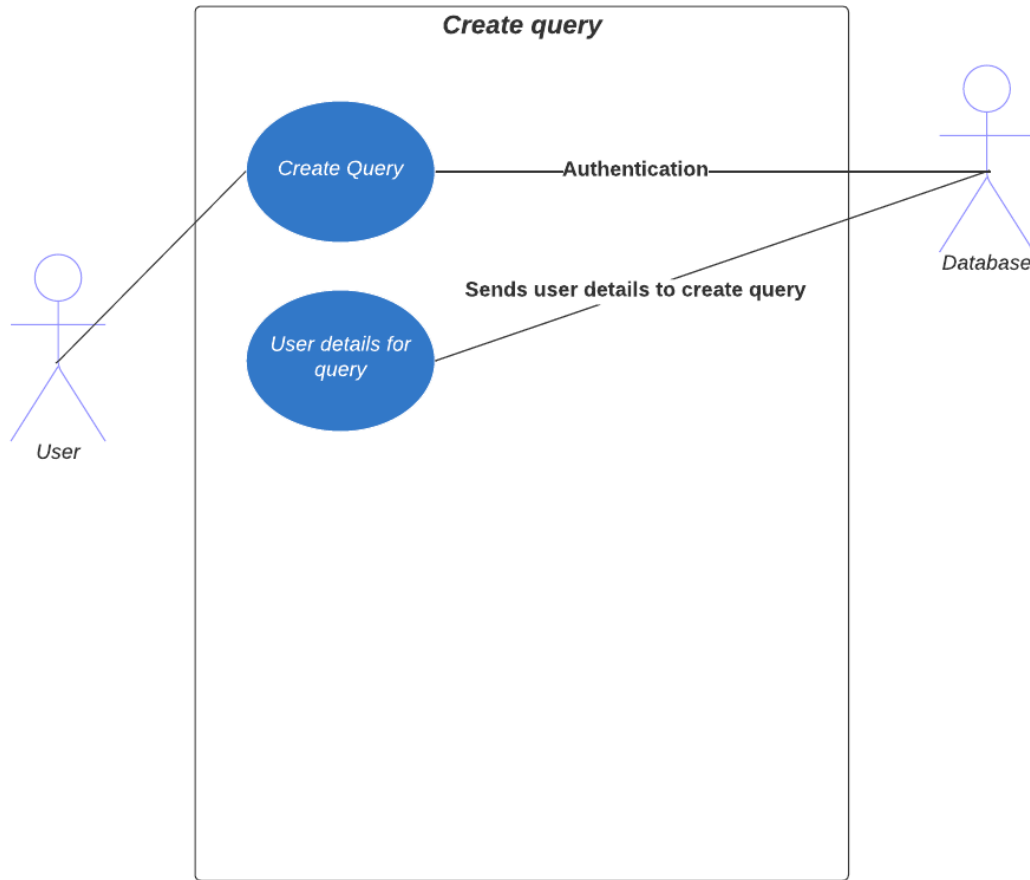 Create query
Create Query
Authentication
Database
Sends user details to create query
User details for
query
User